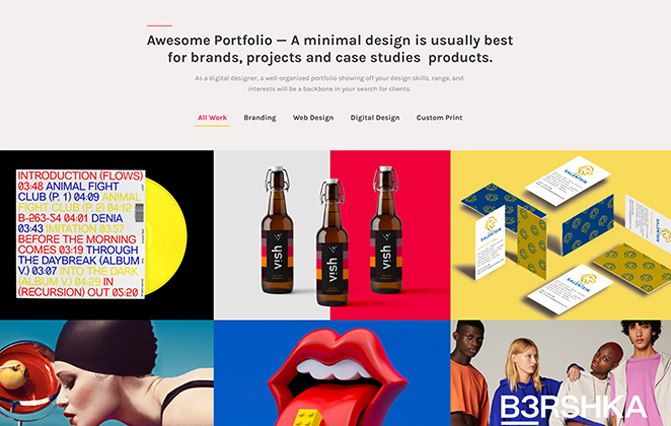 Awesome Portfolio — A minimal design is usually best
for brands, projects and case studies products.
As a digital designer, a well-organized portfolio showing off your design skills, range, and
interests will be a backbone in your search for clients.
All Work Branding Web Design Digital Design Custom Print
INTRODUCTION (FLOWS)
03:48 ANIMAL FIGHT
CLUB (P. 1) 04:09 ANIMAL
FIGHT CLUB (P. 2) 04:12
B-263-54 04:01 DENIA
03:43 IMITATION 03:57
BEFORE THE MORNING
COMES 03:19 THROUGH
THE DAYBREAK (ALBUM
V.) 03:07 INTO THE DARK
(ALBUM V.) 04:29 IN
(RECURSION) OUT 05:20
vish
vish
vish
SALENTEIN
SALENTEIN
SALENTEIN
B3RSHKA